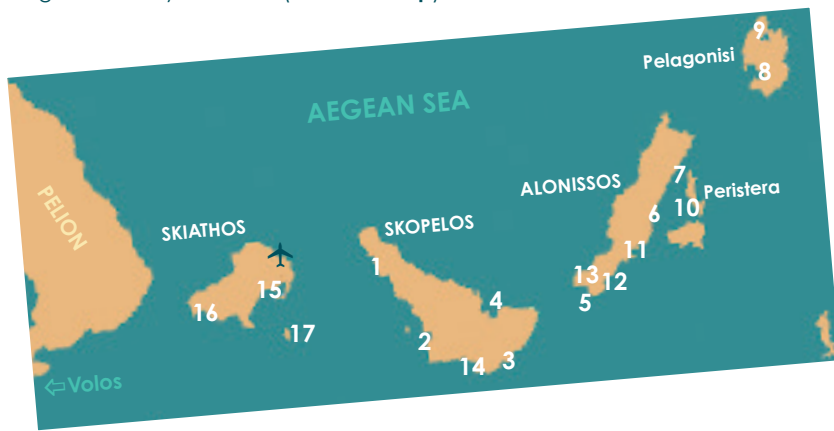 9
Pelagonisi
8
AEGEAN SEA
7
ALONISSOS
Peristera
PELION
6
10
SKIATHOS
SKOPELOS
11
1
13
12
15
4
5
16
17
2
14
3
⇦Volos